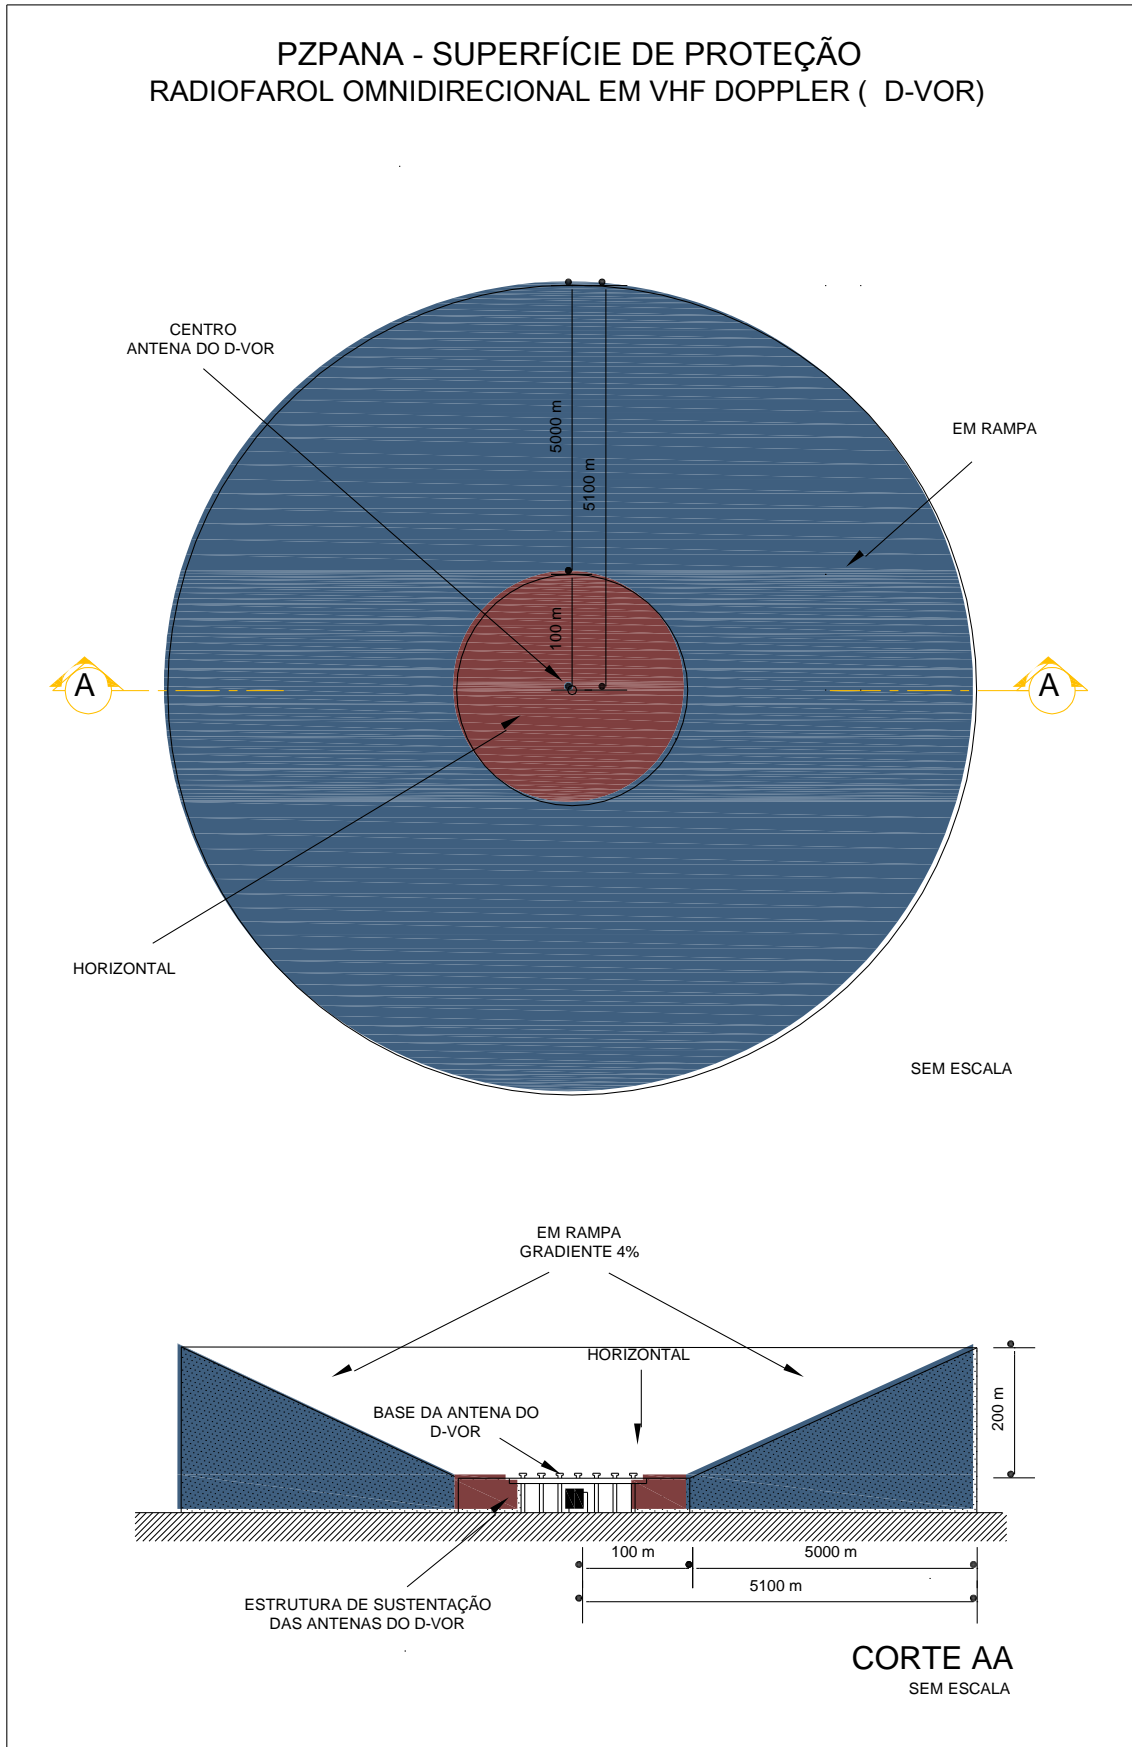 PZPANA - SUPERFÍCIE DE PROTEÇÃO
RADIOFAROL OMNIDIRECIONAL EM VHF DOPPLER ( D-VOR)
CENTRO
ANTENA DO D-VOR
5000 m
5100 m
EM RAMPA
100 m
A
A
HORIZONTAL
SEM ESCALA
EM RAMPA
GRADIENTE 4%
HORIZONTAL
BASE DA ANTENA DO
D-VOR
200 m
100 m
5000 m
5100 m
ESTRUTURA DE SUSTENTAÇÃO
DAS ANTENAS DO D-VOR
CORTE AA
SEM ESCALA